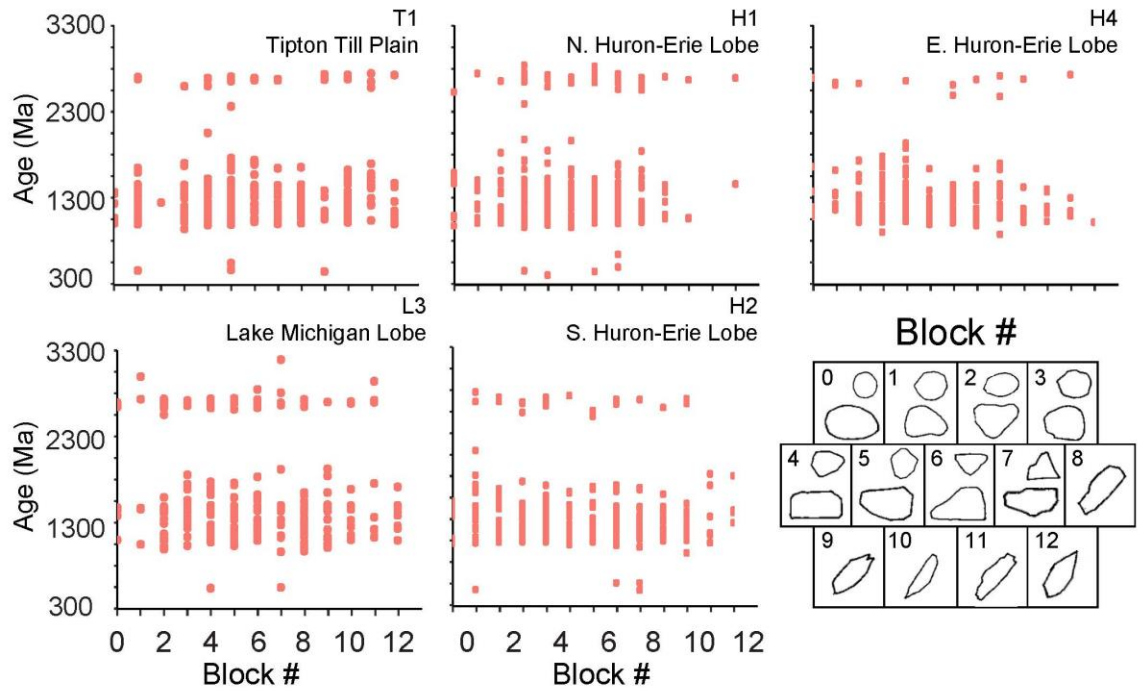 T1
Tipton Till Plain
H1
N. Huron-Erie Lobe
H4
E. Huron-Erie Lobe
Age (Ma)
3300
2300
1300
300
L3
Lake Michigan Lobe
H2
S. Huron-Erie Lobe
Age (Ma)
3300
2300
1300
300
0 2 4 6 8 10 12
Block #
0 2 4 6 8 10 12
Block #
Block #
0 1 2 3
4 5 6 7 8
9 10 11 12